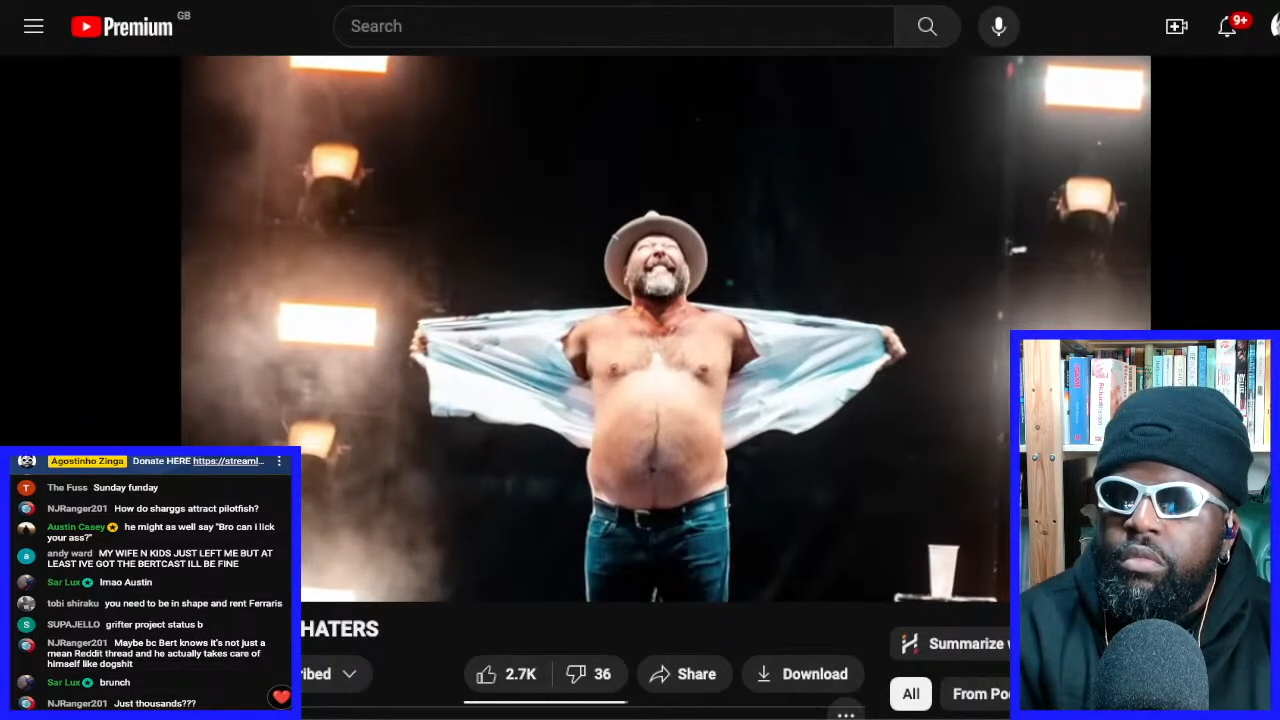 Premium
GB
Search
9+
Agostinho Zinga Donate HERE https://streaml...
The Fuss Sunday funday
NJRanger201 How do sharggs attract pilotfish?
Austin Casey he might as well say "Bro can i lick
your ass?"
andy ward MY WIFE N KIDS JUST LEFT ME BUT AT
LEAST IVE GOT THE BERTCAST ILL BE FINE
Sar Lux lmao Austin
tobi shiraku you need to be in shape and rent Ferraris
SUPAJELLO grifter project status b
NJRanger201 Maybe bc Bert knows it's not just a
mean Reddit thread and he actually takes care of
himself like dogshit
Sar Lux brunch
NJRanger201 Just thousands???
HATERS
ribed
2.7K
36
Share
Download
Summarize
All
From Po